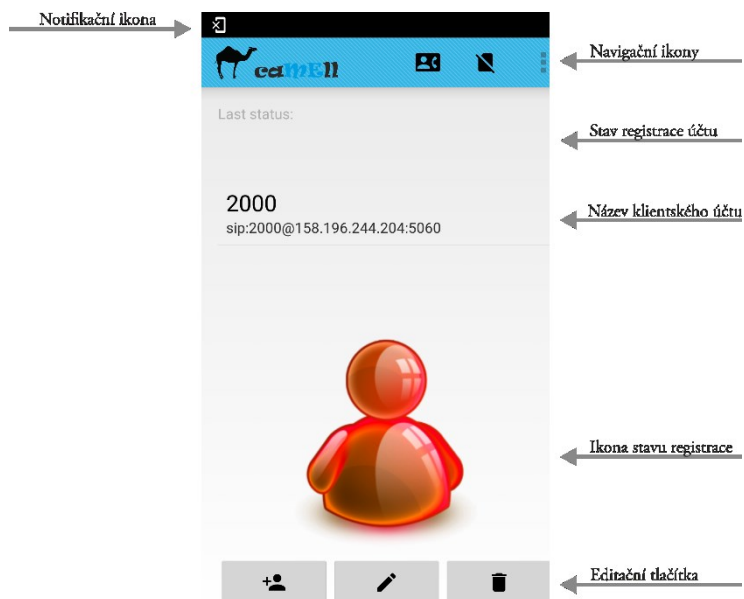 Notifikační ikona
caMEll
Navigační ikony
Last status:
Stav registrace účtu
2000
sip:2000@158.196.244.204:5060
Název klientského účtu
Ikona stavu registrace
Editační tlačítka